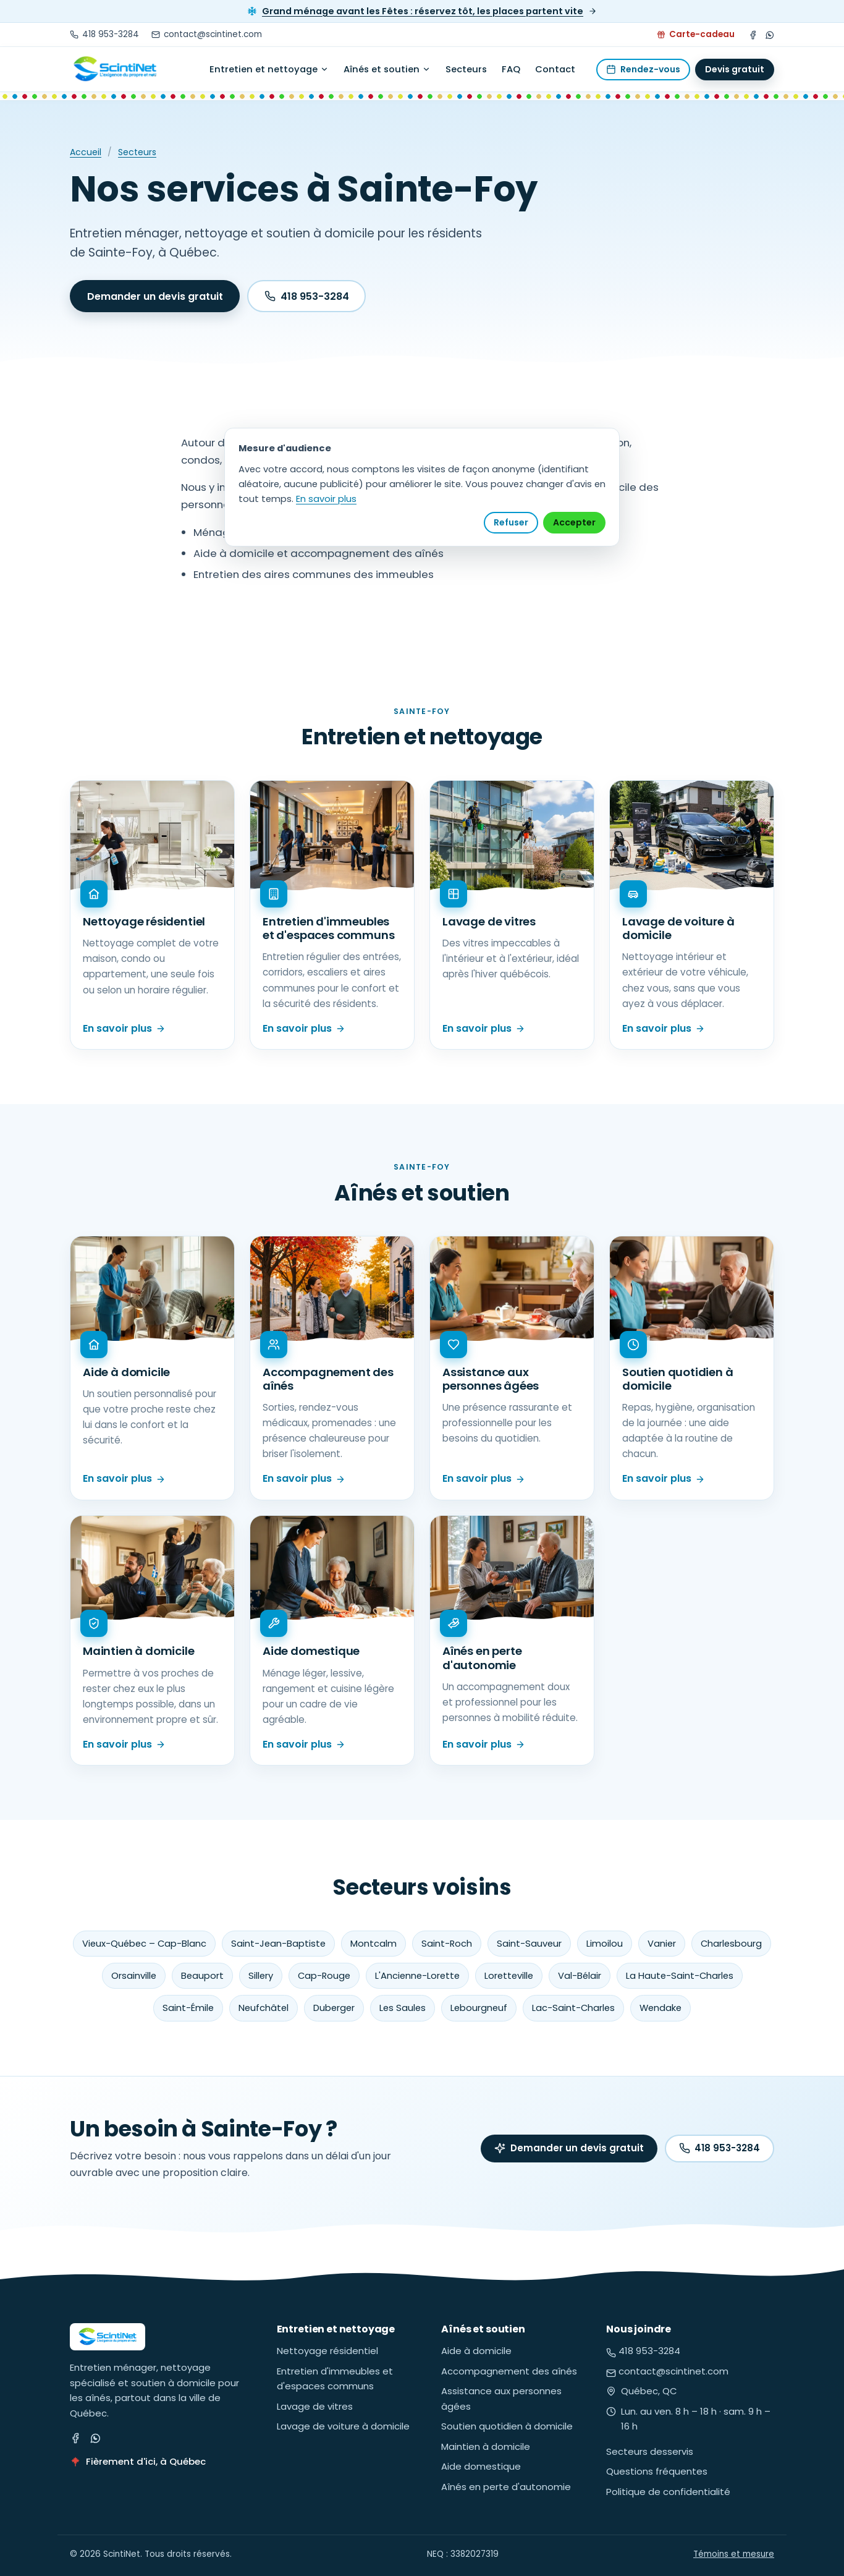 Grand ménage avant les Fêtes : réservez tôt, les places partent vite
418 953-3284
contact@scintinet.com
Carte-cadeau
ScintiNet
L'exigence du propre et net
Entretien et nettoyage
Aînés et soutien
Secteurs
FAQ
Contact
Rendez-vous
Devis gratuit
Accueil / Secteurs
Nos services à Sainte-Foy
Entretien ménager, nettoyage et soutien à domicile pour les résidents
de Sainte-Foy, à Québec.
Demander un devis gratuit
418 953-3284
Autour d
condos,
Nous y in
cile des
Ménag
Mesure d'audience
Avec votre accord, nous comptons les visites de façon anonyme (identifiant
aléatoire, aucune publicité) pour améliorer le site. Vous pouvez changer d'avis en
tout temps. En savoir plus
Refuser
Accepter
Aide à domicile et accompagnement des aînés
Entretien des aires communes des immeubles
SAINTE-FOY
Entretien et nettoyage
Nettoyage résidentiel
Nettoyage complet de votre
maison, condo ou
appartement, une seule fois
ou selon un horaire régulier.
En savoir plus
Entretien d'immeubles
et d'espaces communs
Entretien régulier des entrées,
corridors, escaliers et aires
communes pour le confort et
la sécurité des résidents.
En savoir plus
Lavage de vitres
Des vitres impeccables à
l'intérieur et à l'extérieur, idéal
après l'hiver québécois.
En savoir plus
Lavage de voiture à
domicile
Nettoyage intérieur et
extérieur de votre véhicule,
chez vous, sans que vous
ayez à vous déplacer.
En savoir plus
SAINTE-FOY
Aînés et soutien
Aide à domicile
Un soutien personnalisé pour
que votre proche reste chez
lui dans le confort et la
sécurité.
En savoir plus
Accompagnement des
aînés
Sorties, rendez-vous
médicaux, promenades : une
présence chaleureuse pour
briser l'isolement.
En savoir plus
Assistance aux
personnes âgées
Une présence rassurante et
professionnelle pour les
besoins du quotidien.
En savoir plus
Soutien quotidien à
domicile
Repas, hygiène, organisation
de la journée : une aide
adaptée à la routine de
chacun.
En savoir plus
Maintien à domicile
Permettre à vos proches de
rester chez eux le plus
longtemps possible, dans un
environnement propre et sûr.
En savoir plus
Aide domestique
Ménage léger, lessive,
rangement et cuisine légère
pour un cadre de vie
agréable.
En savoir plus
Aînés en perte
d'autonomie
Un accompagnement doux
et professionnel pour les
personnes à mobilité réduite.
En savoir plus
Secteurs voisins
Vieux-Québec – Cap-Blanc
Saint-Jean-Baptiste
Montcalm
Saint-Roch
Saint-Sauveur
Limoilou
Vanier
Charlesbourg
Orsainville
Beauport
Sillery
Cap-Rouge
L'Ancienne-Lorette
Loretteville
Val-Bélair
La Haute-Saint-Charles
Saint-Émile
Neufchâtel
Duberger
Les Saules
Lebourgneuf
Lac-Saint-Charles
Wendake
Un besoin à Sainte-Foy ?
Décrivez votre besoin : nous vous rappelons dans un délai d'un jour
ouvrable avec une proposition claire.
Demander un devis gratuit
418 953-3284
ScintiNet
L'exigence du propre et net
Entretien ménager, nettoyage
spécialisé et soutien à domicile pour
les aînés, partout dans la ville de
Québec.
Fièrement d'ici, à Québec
Entretien et nettoyage
Nettoyage résidentiel
Entretien d'immeubles et
d'espaces communs
Lavage de vitres
Lavage de voiture à domicile
Aînés et soutien
Aide à domicile
Accompagnement des aînés
Assistance aux personnes
âgées
Soutien quotidien à domicile
Maintien à domicile
Aide domestique
Aînés en perte d'autonomie
Nous joindre
418 953-3284
contact@scintinet.com
Québec, QC
Lun. au ven. 8 h – 18 h · sam. 9 h –
16 h
Secteurs desservis
Questions fréquentes
Politique de confidentialité
© 2026 ScintiNet. Tous droits réservés.
NEQ : 3382027319
Témoins et mesure